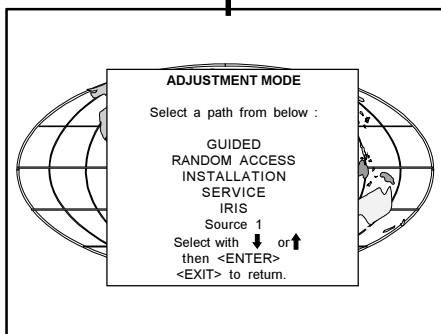 ADJUSTMENT MODE
Select a path from below :
GUIDED
RANDOM ACCESS
INSTALLATION
SERVICE
IRIS
Source 1
Select with ⬇ or ⬆
then <ENTER>
<EXIT> to return.